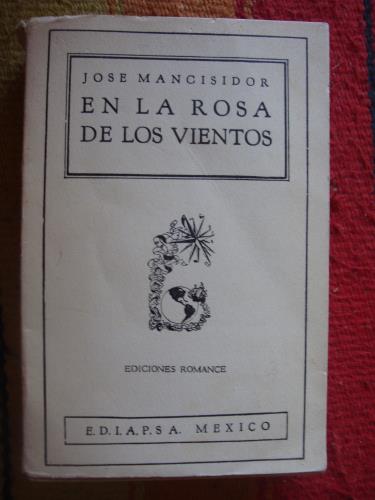 JOSE MANCISIDOR
EN LA ROSA
DE LOS VIENTOS
EDICIONES ROMANCE
E.D.I.A.P.S.A. MEXICO